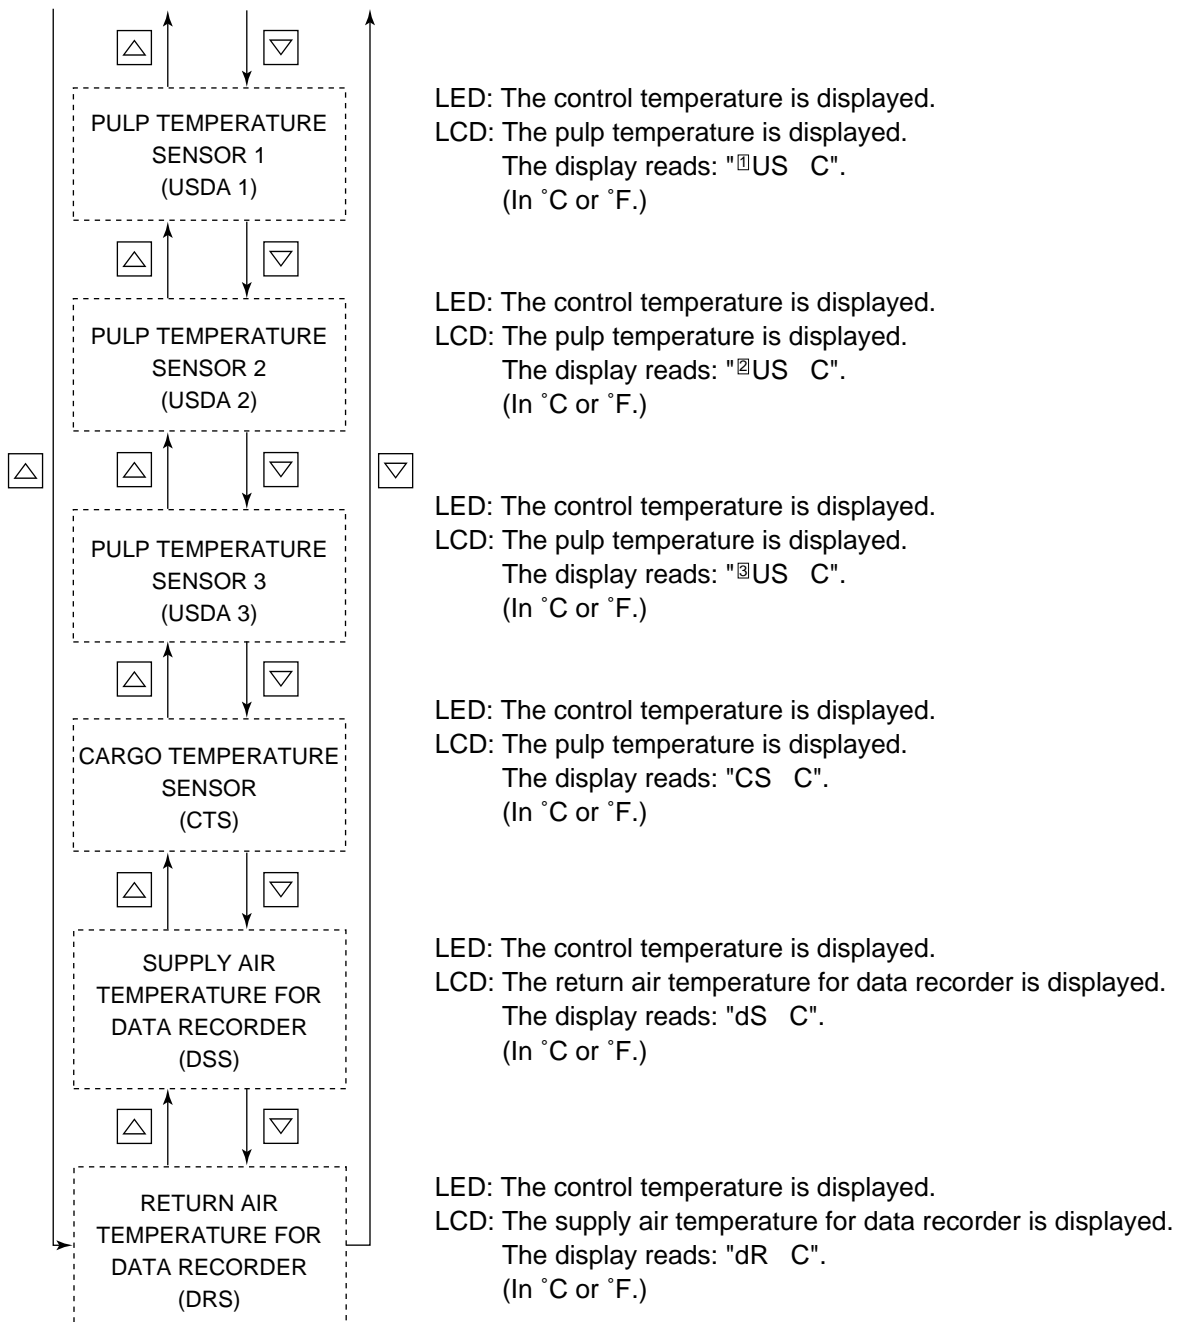 PULP TEMPERATURE
SENSOR 1
(USDA 1)
LED: The control temperature is displayed.
LCD: The pulp temperature is displayed.
The display reads: "1US   C".
(In ˚C or ˚F.)
PULP TEMPERATURE
SENSOR 2
(USDA 2)
LED: The control temperature is displayed.
LCD: The pulp temperature is displayed.
The display reads: "2US   C".
(In ˚C or ˚F.)
PULP TEMPERATURE
SENSOR 3
(USDA 3)
LED: The control temperature is displayed.
LCD: The pulp temperature is displayed.
The display reads: "3US   C".
(In ˚C or ˚F.)
CARGO TEMPERATURE
SENSOR
(CTS)
LED: The control temperature is displayed.
LCD: The pulp temperature is displayed.
The display reads: "CS   C".
(In ˚C or ˚F.)
SUPPLY AIR
TEMPERATURE FOR
DATA RECORDER
(DSS)
LED: The control temperature is displayed.
LCD: The return air temperature for data recorder is displayed.
The display reads: "dS   C".
(In ˚C or ˚F.)
RETURN AIR
TEMPERATURE FOR
DATA RECORDER
(DRS)
LED: The control temperature is displayed.
LCD: The supply air temperature for data recorder is displayed.
The display reads: "dR   C".
(In ˚C or ˚F.)